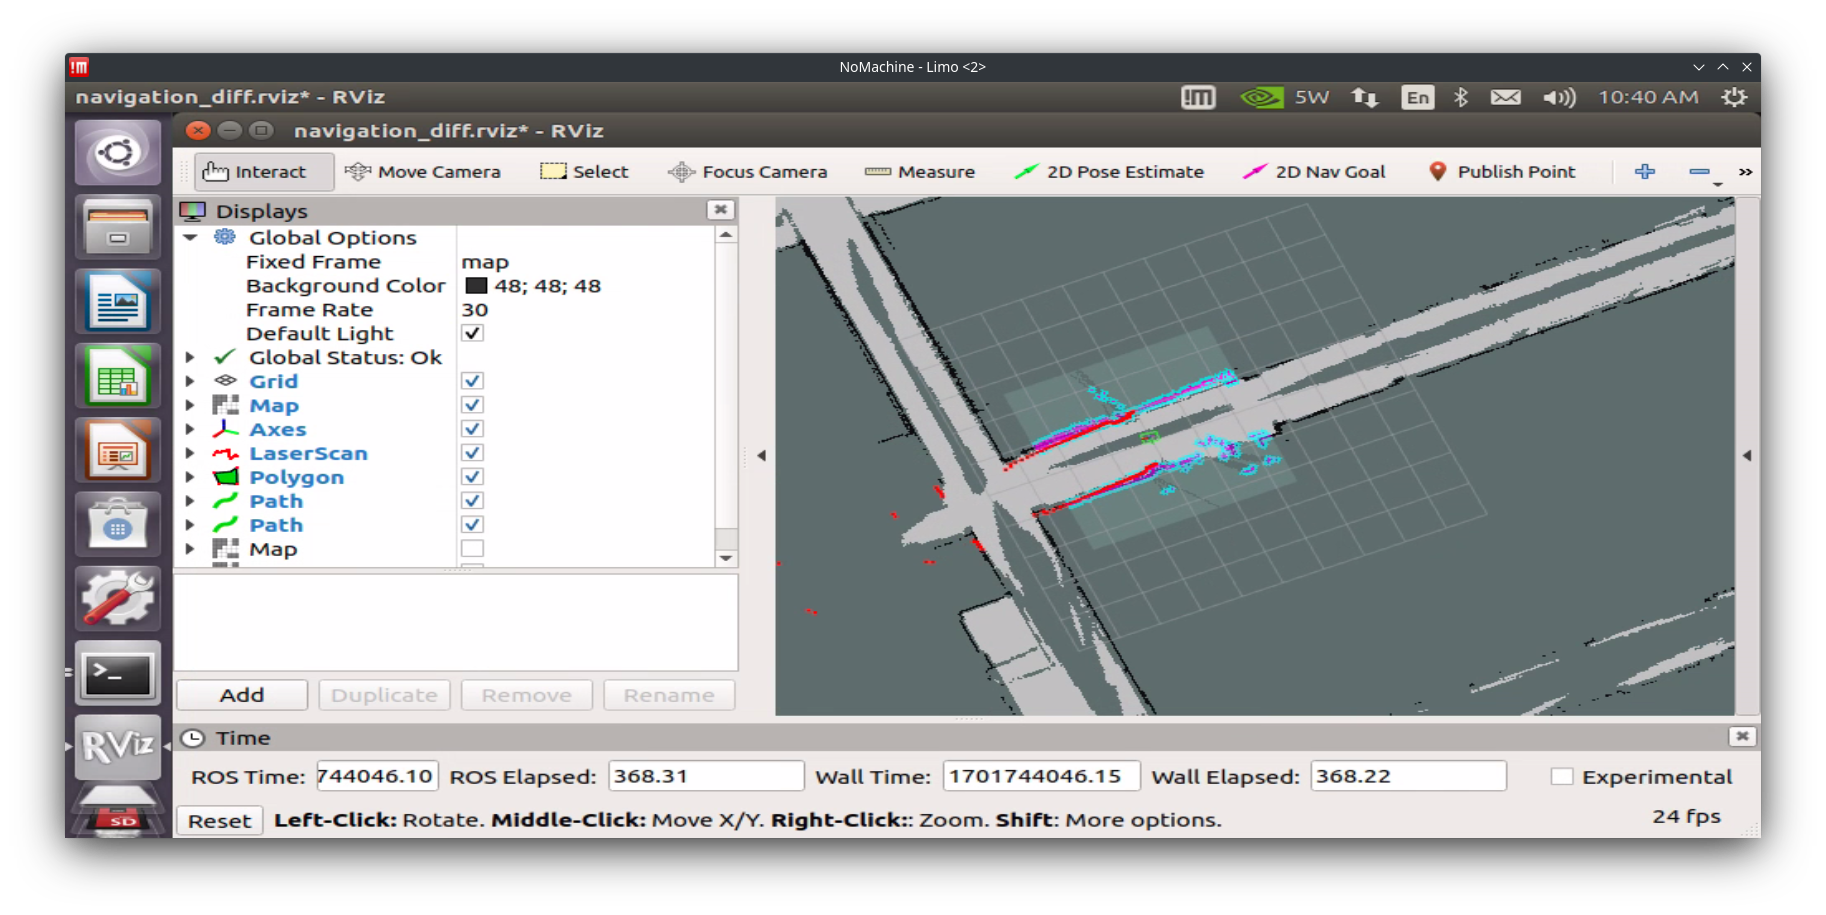 NoMachine - Limo <2>
navigation_diff.rviz* - RViz
!m 5W En 10:40 AM
navigation_diff.rviz* - RViz
Interact Move Camera Select Focus Camera Measure 2D Pose Estimate 2D Nav Goal Publish Point »
Displays
Global Options
Fixed Frame map
Background Color 48; 48; 48
Frame Rate 30
Default Light
Global Status: Ok
Grid
Map
Axes
LaserScan
Polygon
Path
Path
Map
Add Duplicate Remove Rename
RViz
Time
ROS Time: 744046.10 ROS Elapsed: 368.31 Wall Time: 1701744046.15 Wall Elapsed: 368.22 Experimental
SD
Reset Left-Click: Rotate. Middle-Click: Move X/Y. Right-Click:: Zoom. Shift: More options. 24 fps